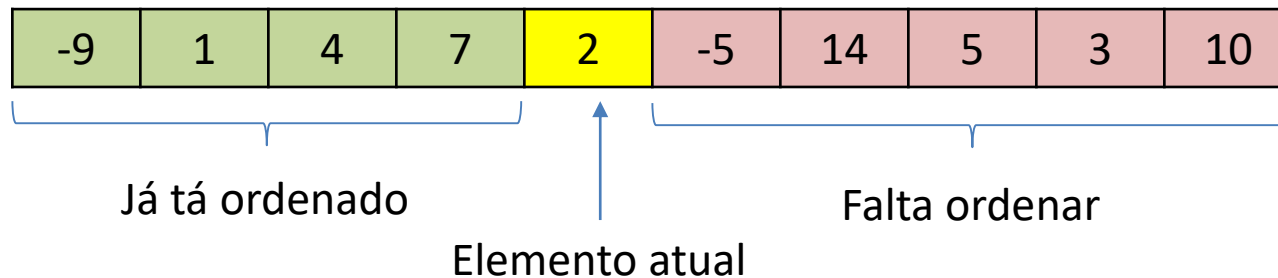 -9 1 4 7 2 -5 14 5 3 10
Já tá ordenado
Falta ordenar
Elemento atual